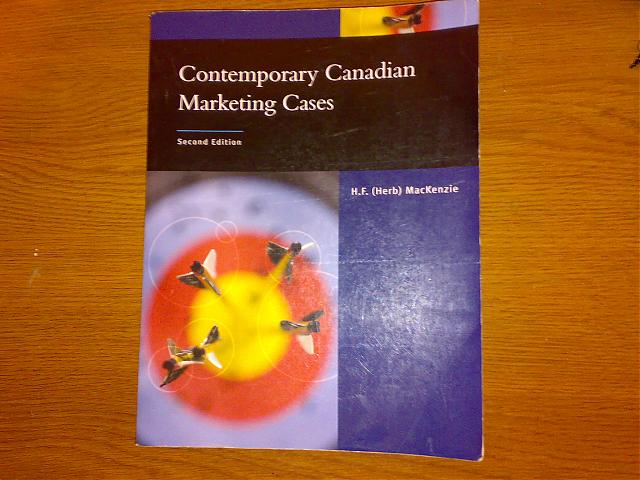 Contemporary Canadian
Marketing Cases
Second Edition
H.F. (Herb) MacKenzie